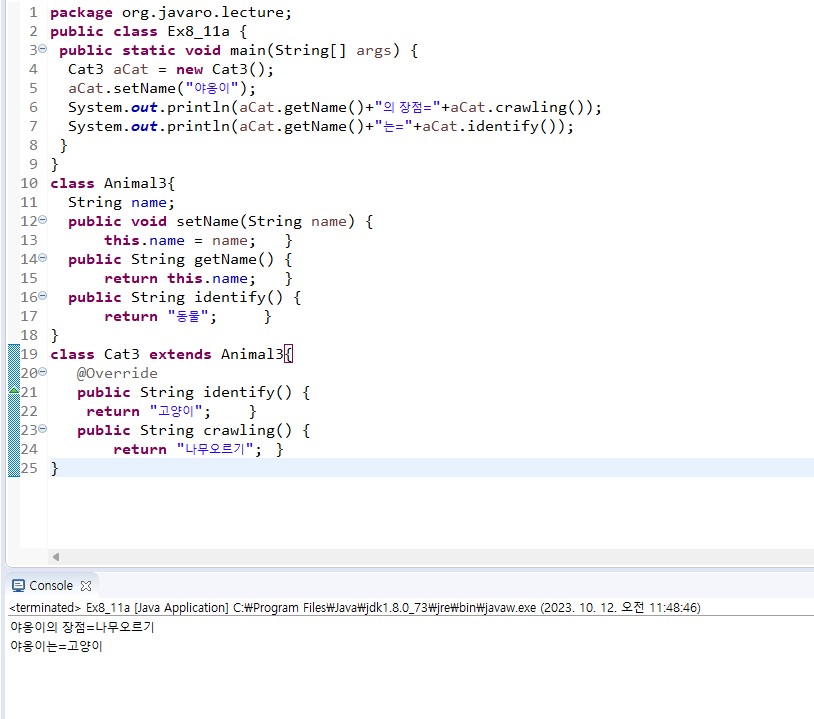 1 package org.javaro.lecture;
2 public class Ex8_11a {
3 public static void main(String[] args) {
4 Cat3 aCat = new Cat3();
5 aCat.setName("야옹이");
6 System.out.println(aCat.getName()+"의 장점="+aCat.crawling());
7 System.out.println(aCat.getName()+"는="+aCat.identify());
8 }
9 }
10 class Animal3{
11 String name;
12 public void setName(String name) {
13 this.name = name; }
14 public String getName() {
15 return this.name; }
16 public String identify() {
17 return "동물"; }
18 }
19 class Cat3 extends Animal3{
20 @Override
21 public String identify() {
22 return "고양이"; }
23 public String crawling() {
24 return "나무오르기"; }
25 }
Console
<terminated> Ex8_11a [Java Application] C:₩Program Files₩Java₩jdk1.8.0_73₩jre₩bin₩javaw.exe (2023. 10. 12. 오전 11:48:46)
야옹이의 장점=나무오르기
야옹이는=고양이